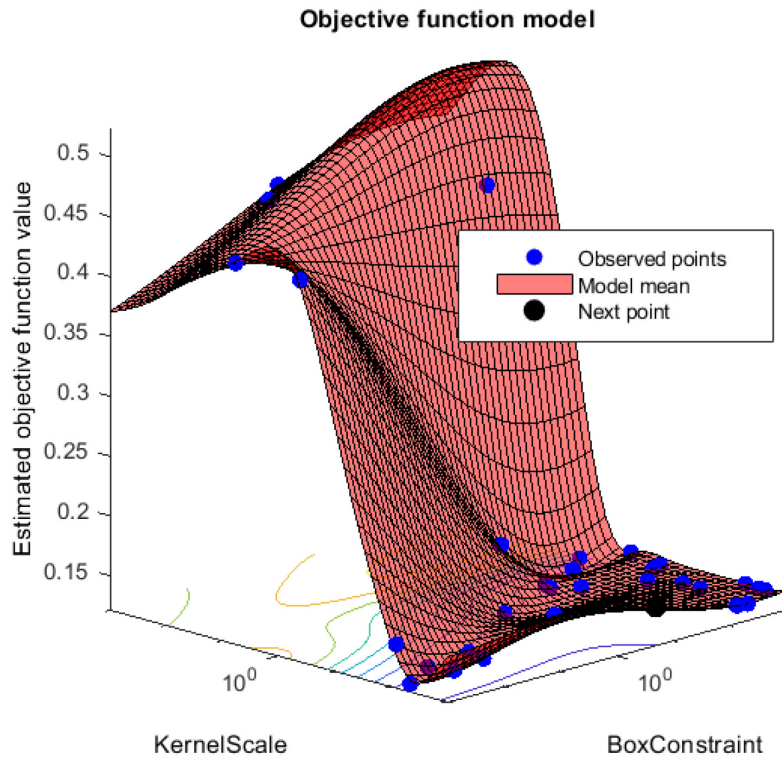 Objective function model
Estimated objective function value
0.5
0.45
0.4
0.35
0.3
0.25
0.2
0.15
Observed points
Model mean
Next point
10⁰
10⁰
KernelScale
BoxConstraint